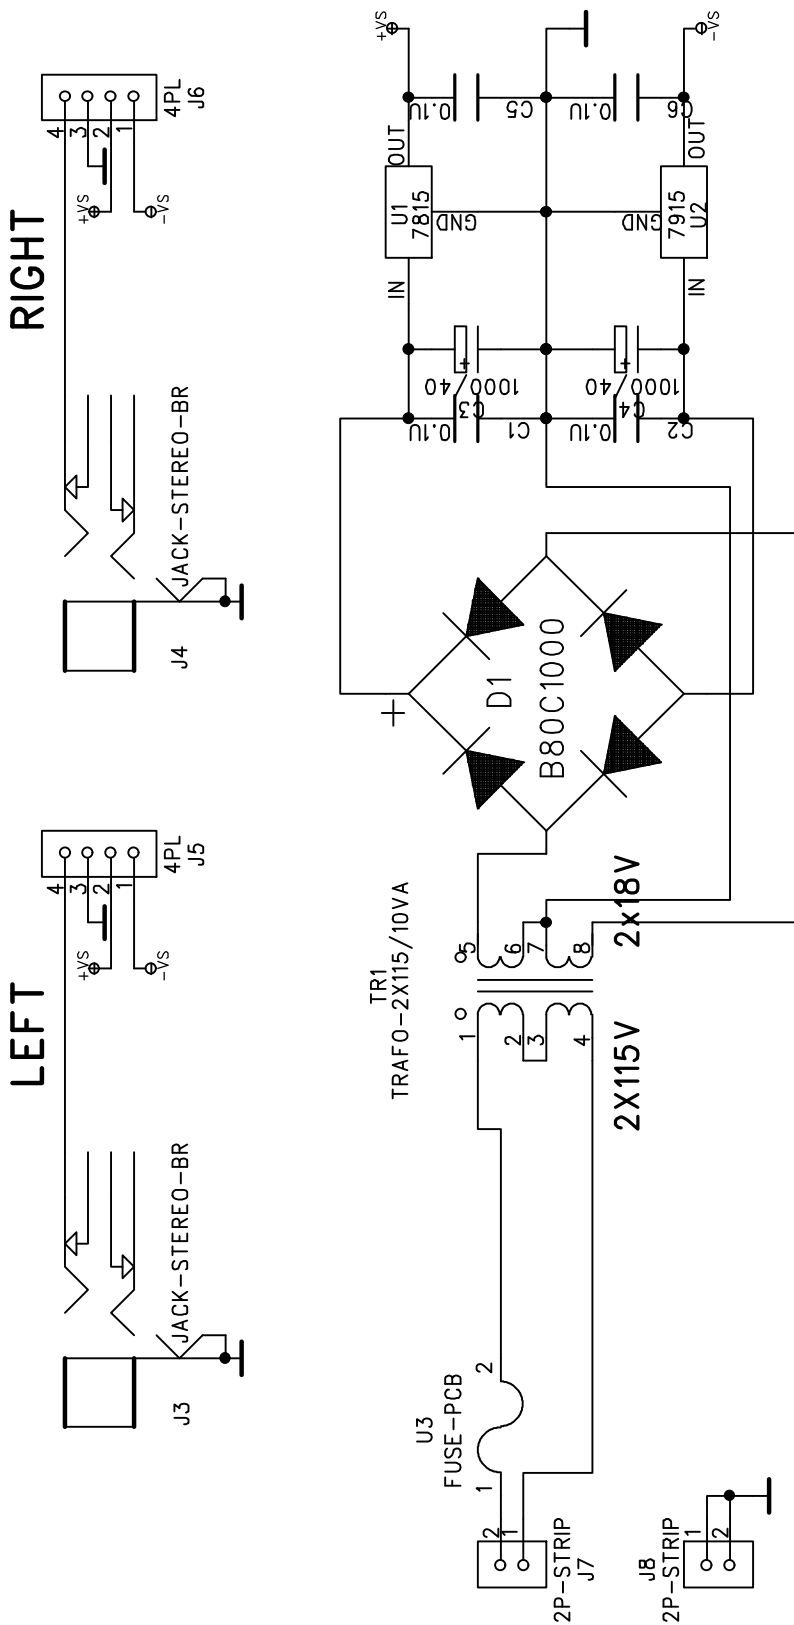 LEFT
RIGHT
J3
JACK-STEREO-BR
4
3
2
1
+VS
-VS
4PL
J5
J4
JACK-STEREO-BR
4
3
2
1
+VS
-VS
4PL
J6
2
1
2P-STRIP
J7
U3
FUSE-PCB
1
2
TR1
TRAFO-2X115/10VA
1
2
3
4
5
6
7
8
2X115V
2x18V
+
D1
B80C1000
0.1U
C1
0.1U
C2
+
1000
40
C3
+
1000
40
C4
IN
U1
7815
GND
OUT
IN
7915
U2
GND
OUT
0.1U
C5
0.1U
C6
+VS
-VS
J8
2P-STRIP
1
2